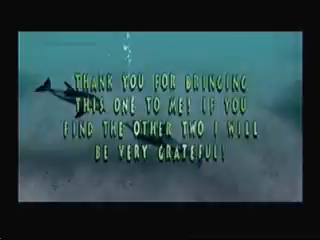 THANK YOU FOR BRINGING
THIS ONE TO ME! IF YOU
FIND THE OTHER TWO I WILL
BE VERY GRATEFUL!